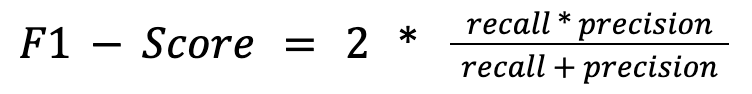 F1 − Score = 2 * recall * precision / recall + precision